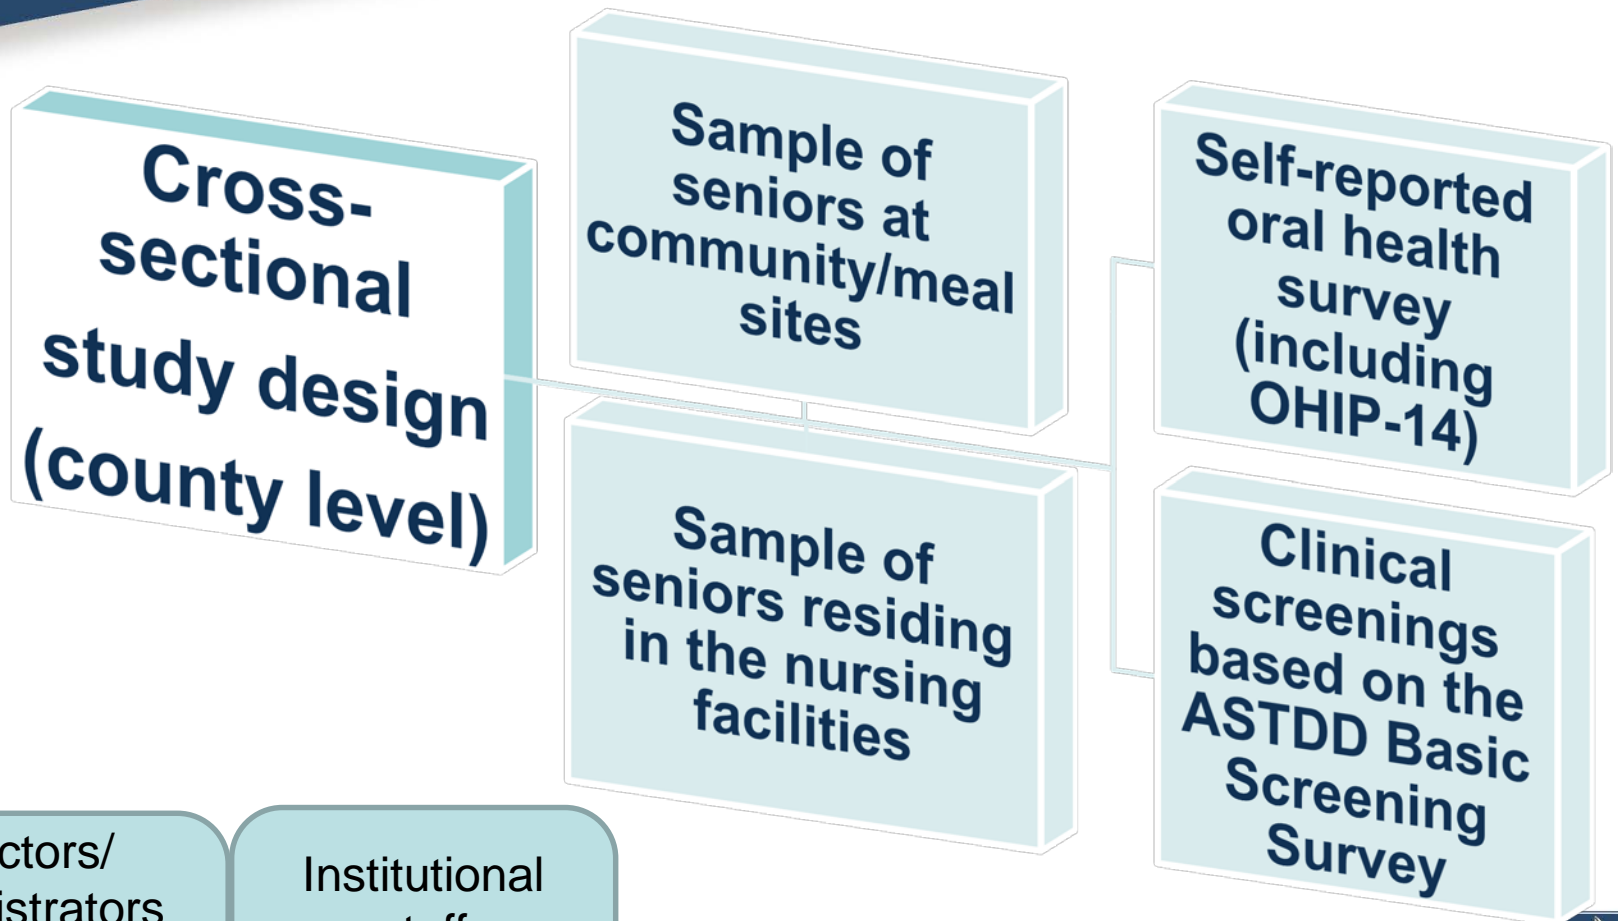 Cross-
sectional
study design
(county level)
Sample of
seniors at
community/meal
sites
Sample of
seniors residing
in the nursing
facilities
Self-reported
oral health
survey
(including
OHIP-14)
Clinical
screenings
based on the
ASTDD Basic
Screening
Survey
Institutional